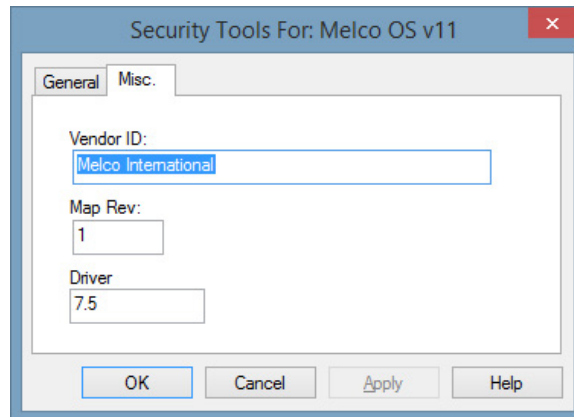 Security Tools For: Melco OS v11
General Misc.
Vendor ID:
Melco International
Map Rev:
1
Driver
7.5
OK Cancel Apply Help